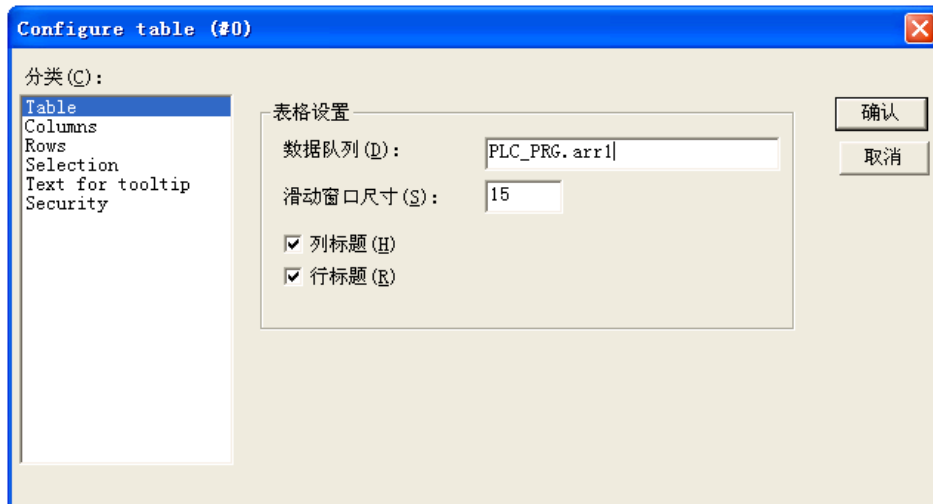 Configure table (#0)
分类(C):
Table
Columns
Rows
Selection
Text for tooltip
Security
表格设置
数据队列(D): PLC_PRG.arr1
滑动窗口尺寸(S): 15
列标题(H)
行标题(R)
确认
取消